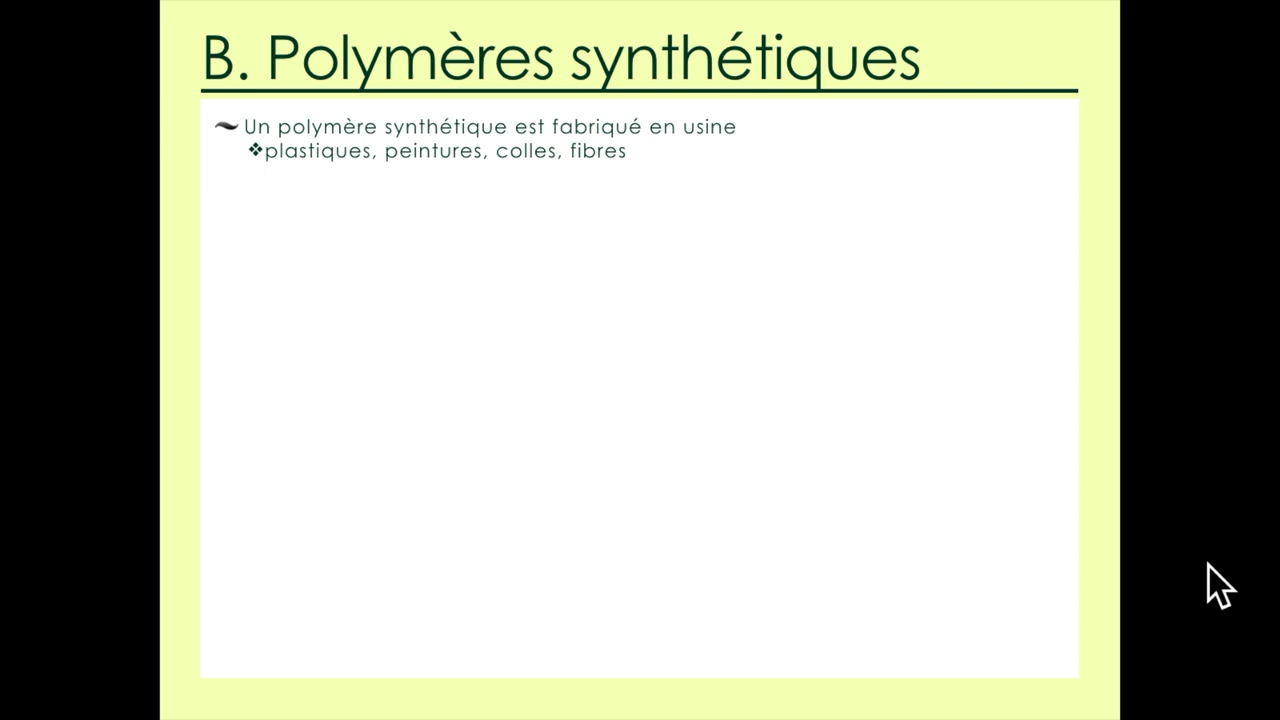 B. Polymères synthétiques
Un polymère synthétique est fabriqué en usine
❖plastiques, peintures, colles, fibres